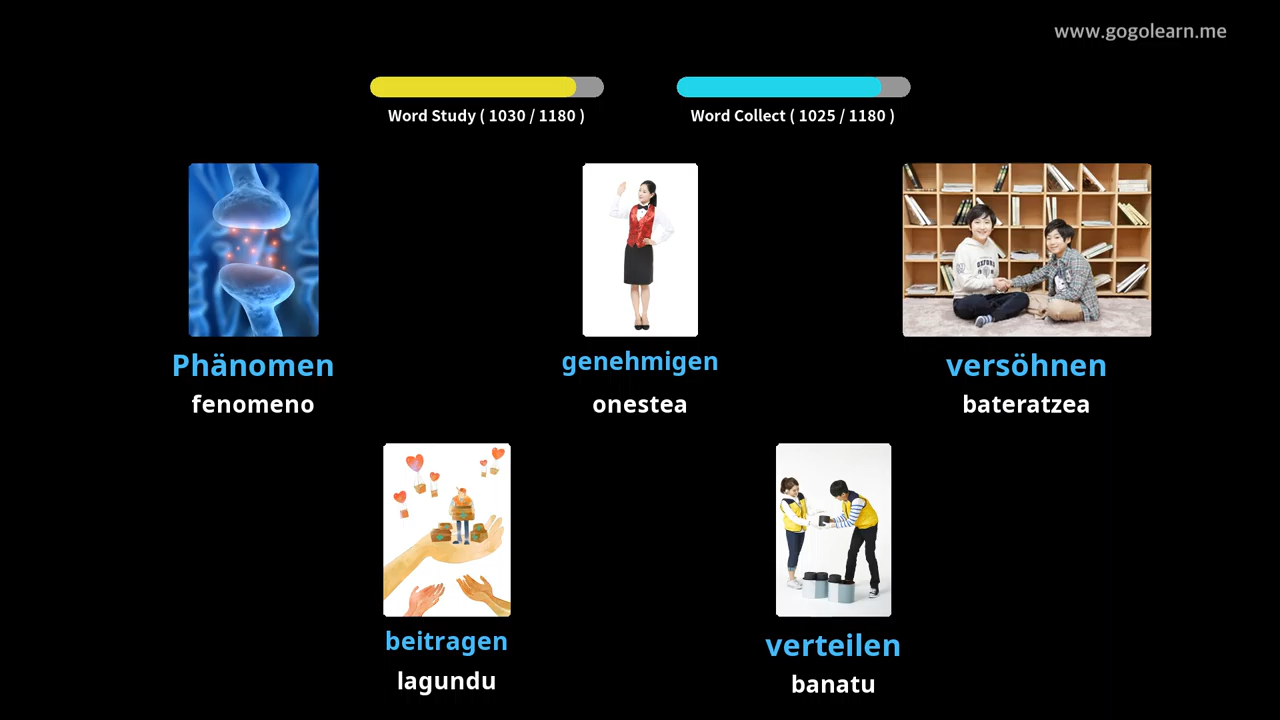 www.gogolearn.me
Word Study ( 1030 / 1180 )
Word Collect ( 1025 / 1180 )
Phänomen
fenomeno
genehmigen
onestea
versöhnen
bateratzea
beitragen
lagundu
verteilen
banatu